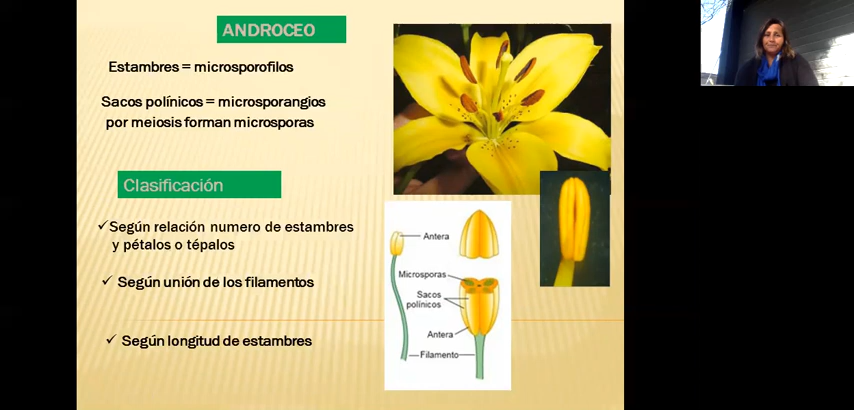 ANDROCEO
Estambres = microsporofilos
Sacos polínicos = microsporangios
por meiosis forman microsporas
Clasificación
✓Según relación numero de estambres
y pétalos o tépalos
✓ Según unión de los filamentos
✓ Según longitud de estambres
Antera
Microsporas
Sacos
polínicos
Antera
Filamento